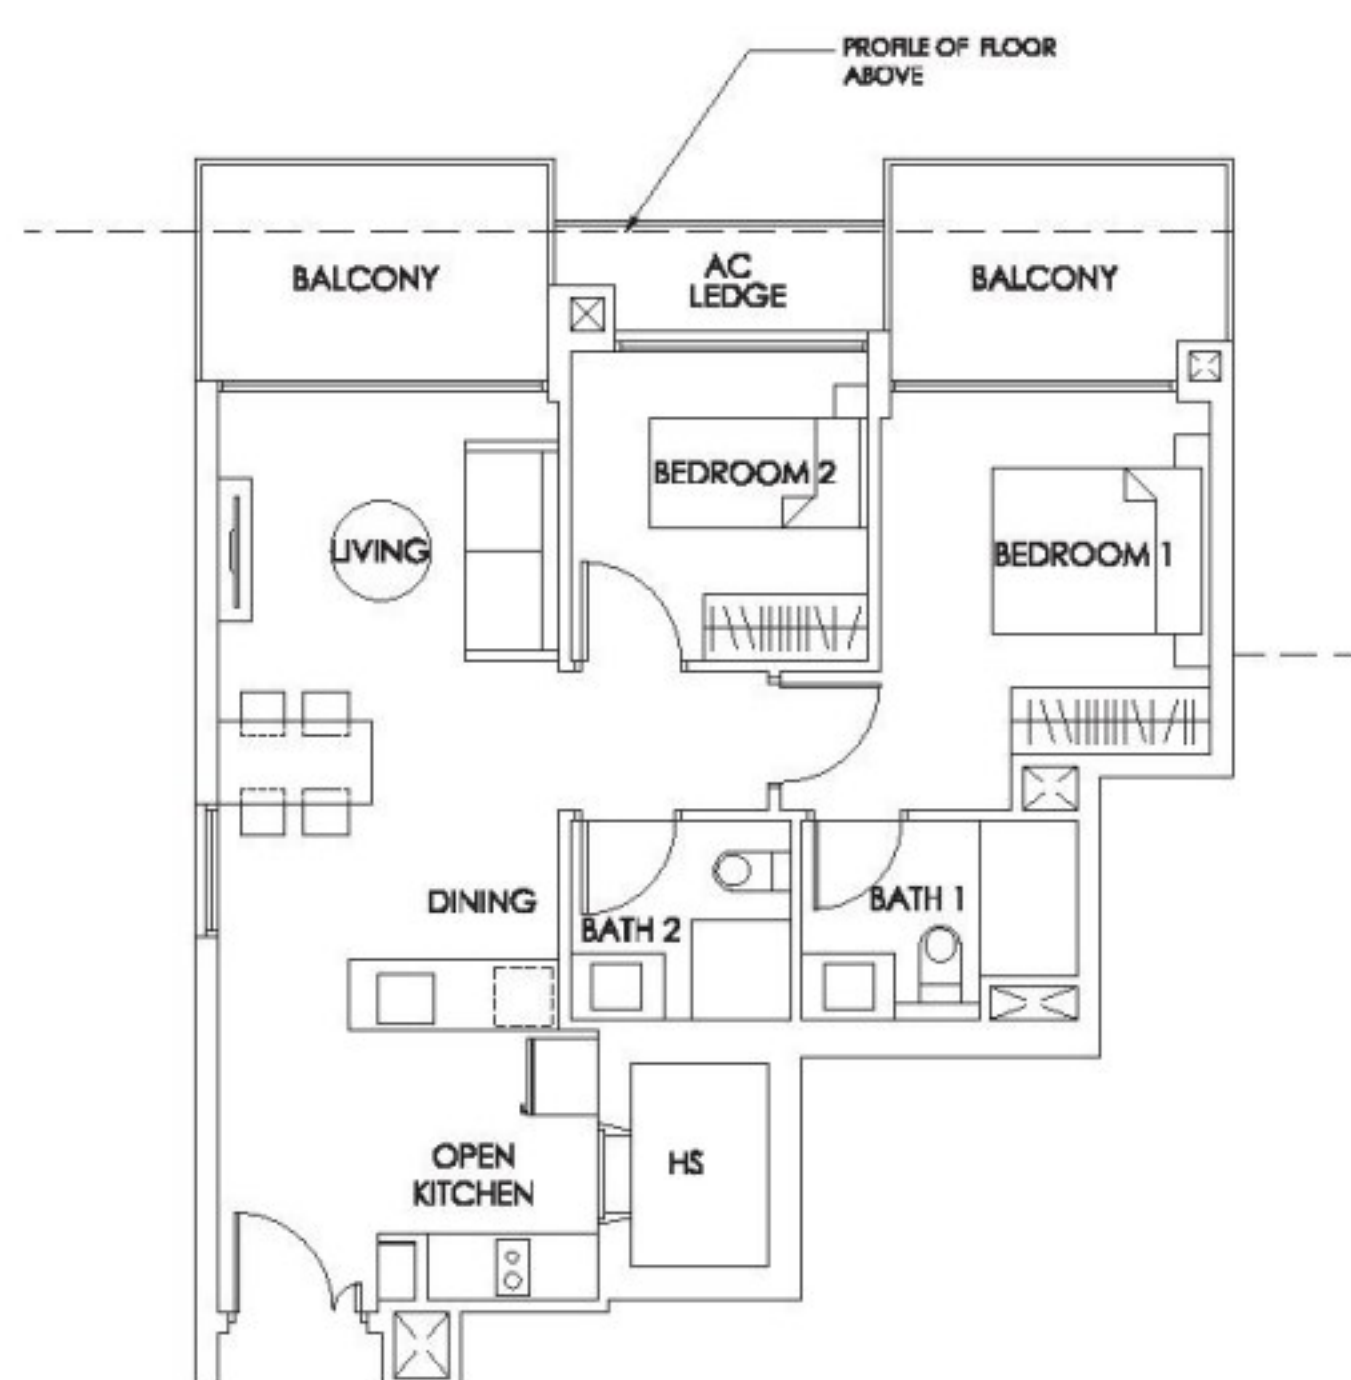 PROFILE OF FLOOR
ABOVE
BALCONY
AC
LEDGE
BALCONY
BEDROOM 2
LIVING
BEDROOM 1
DINING
BATH 2
BATH 1
OPEN
KITCHEN
HS